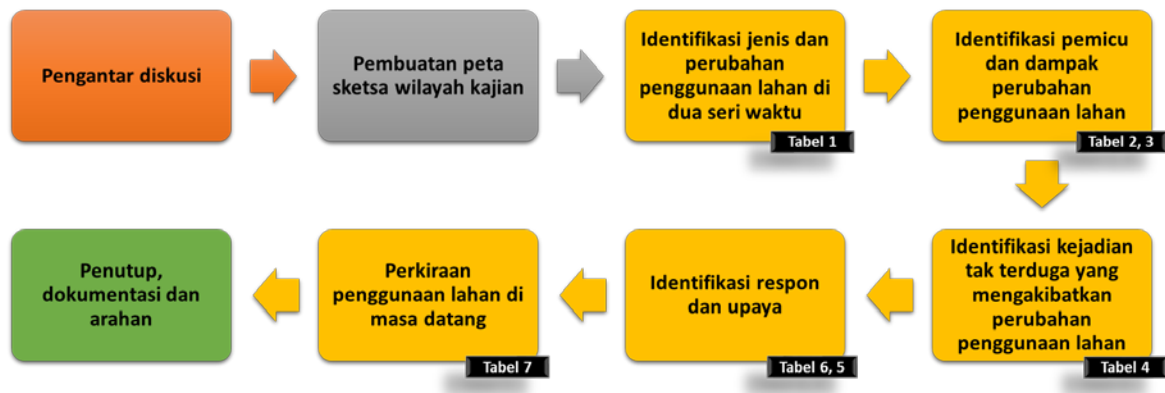 Pengantar diskusi
Pembuatan peta
sketsa wilayah kajian
Identifikasi jenis dan
perubahan
penggunaan lahan di
dua seri waktu
Tabel 1
Identifikasi pemicu
dan dampak
perubahan
penggunaan lahan
Tabel 2, 3
Identifikasi kejadian
tak terduga yang
mengakibatkan
perubahan
penggunaan lahan
Tabel 4
Identifikasi respon
dan upaya
Tabel 6, 5
Perkiraan
penggunaan lahan di
masa datang
Tabel 7
Penutup,
dokumentasi dan
arahan